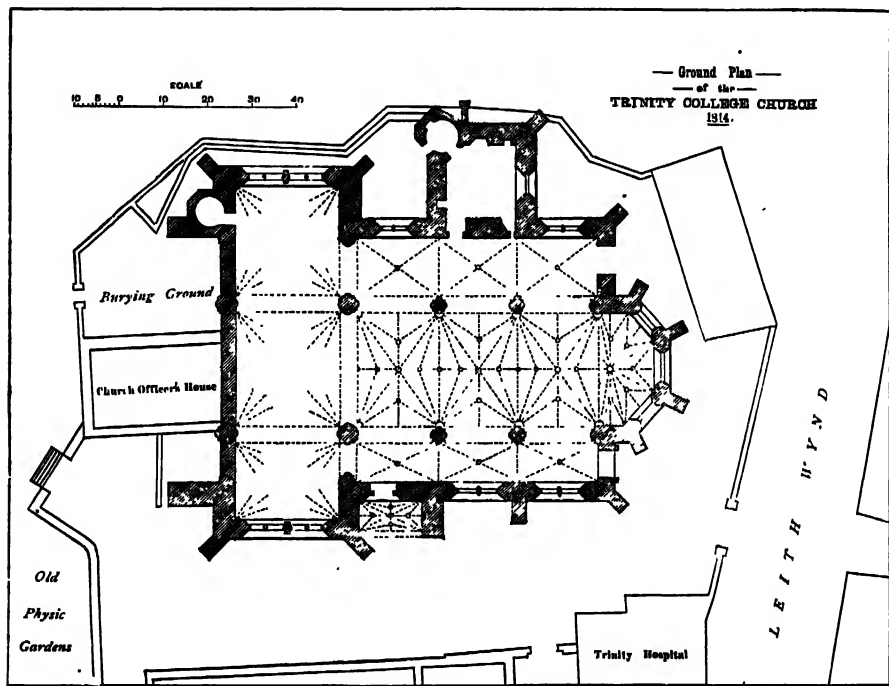 SCALE
10 5 0 10 20 30 40
— Ground Plan —
— of the —
TRINITY COLLEGE CHURCH
1814.
Burying Ground
Church Officer's House
Old
Physic
Gardens
LEITH WYND
Trinity Hospital